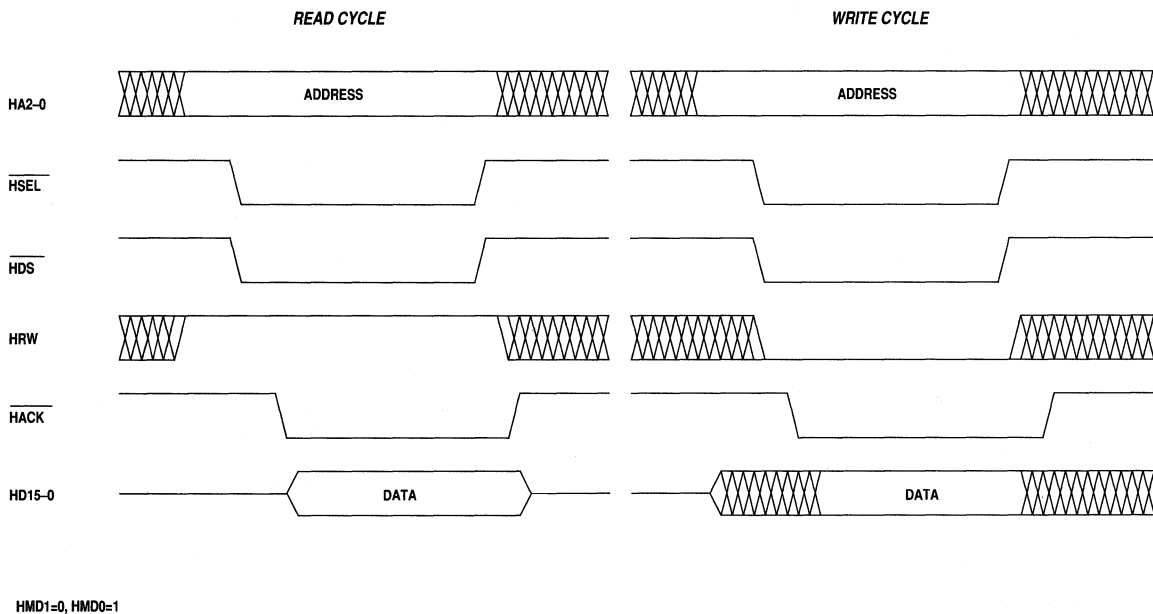 READ CYCLE
WRITE CYCLE
HA2–0
ADDRESS
ADDRESS
HSEL
HDS
HRW
HACK
HD15–0
DATA
DATA
HMD1=0, HMD0=1